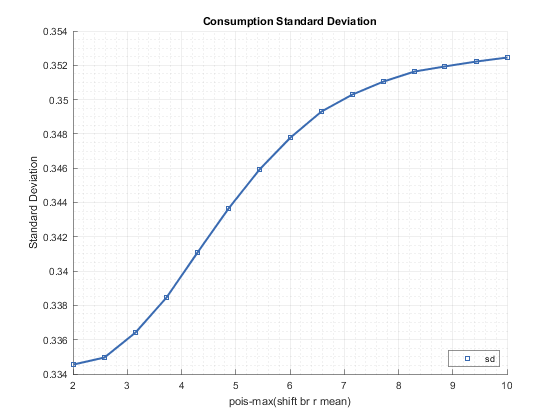 Consumption Standard Deviation
0.354
0.352
0.35
0.348
0.346
0.344
0.342
0.34
0.338
0.336
0.334
Standard Deviation
sd
2 3 4 5 6 7 8 9 10
pois-max(shift br r mean)